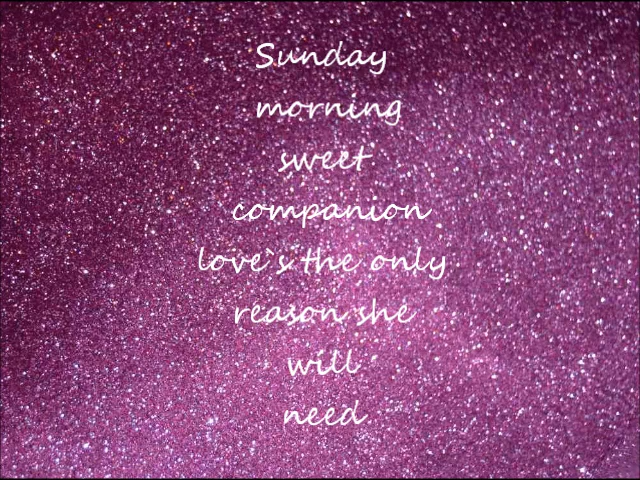 Sunday
morning
sweet
companion
love's the only
reason she
will
need